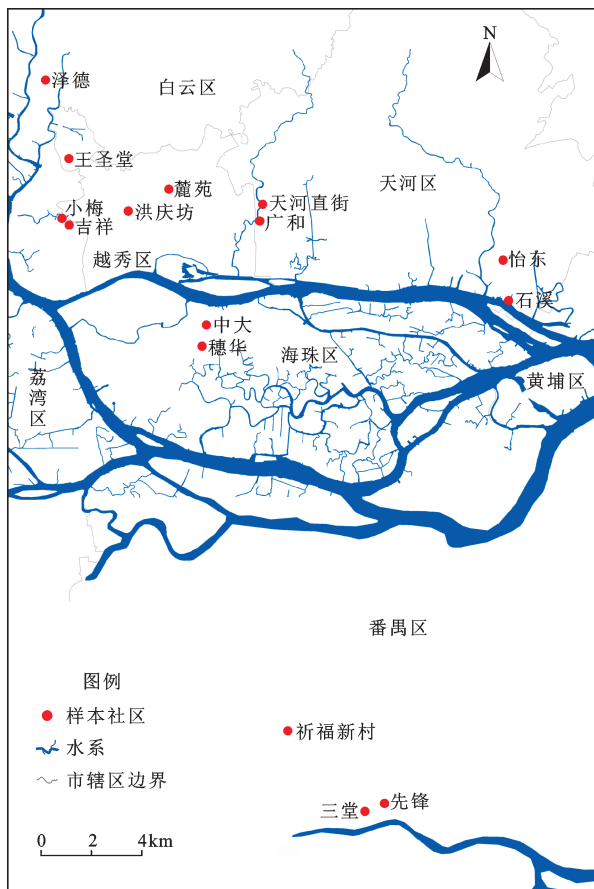 N
泽德
白云区
王圣堂
麓苑
天河区
小梅
洪庆坊
天河直街
吉祥
广和
越秀区
怡东
石溪
中大
穗华
海珠区
荔湾区
黄埔区
番禺区
图例
样本社区
祈福新村
水系
市辖区边界
三堂
先锋
0 2 4km